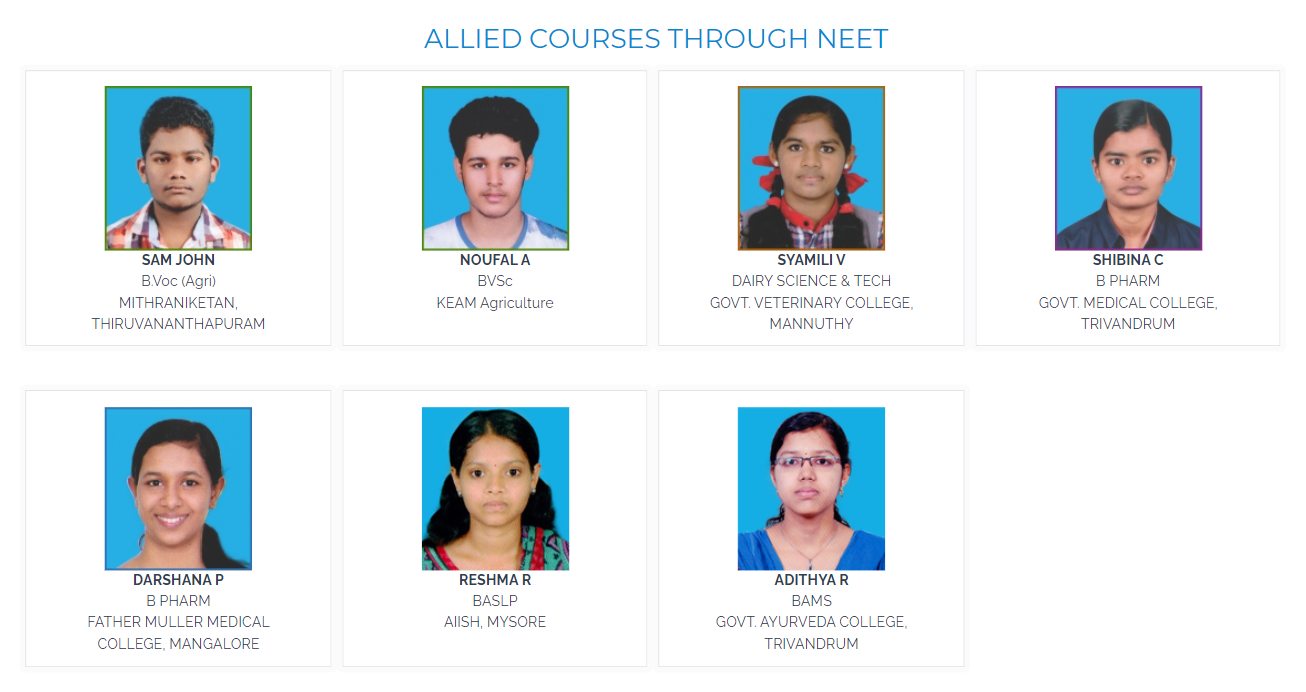 ALLIED COURSES THROUGH NEET
SAM JOHN
B.Voc (Agri)
MITHRANIKETAN,
THIRUVANANTHAPURAM
NOUFAL A
BVSc
KEAM Agriculture
SYAMILI V
DAIRY SCIENCE & TECH
GOVT. VETERINARY COLLEGE,
MANNUTHY
SHIBINA C
B PHARM
GOVT. MEDICAL COLLEGE,
TRIVANDRUM
DARSHANA P
B PHARM
FATHER MULLER MEDICAL
COLLEGE, MANGALORE
RESHMA R
BASLP
AIISH, MYSORE
ADITHYA R
BAMS
GOVT. AYURVEDA COLLEGE,
TRIVANDRUM